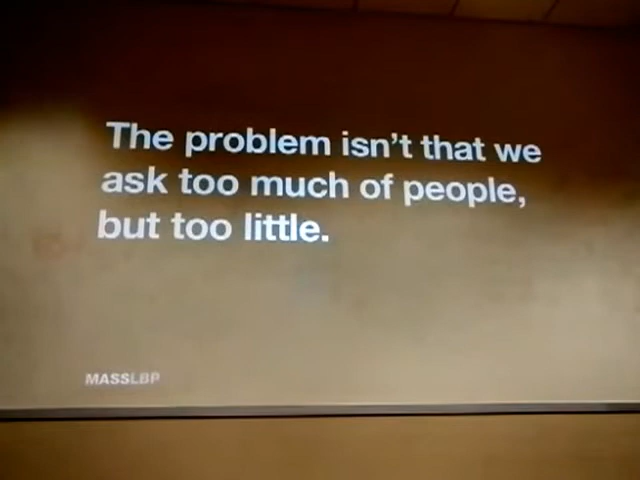 The problem isn't that we
ask too much of people,
but too little.
MASSLBP